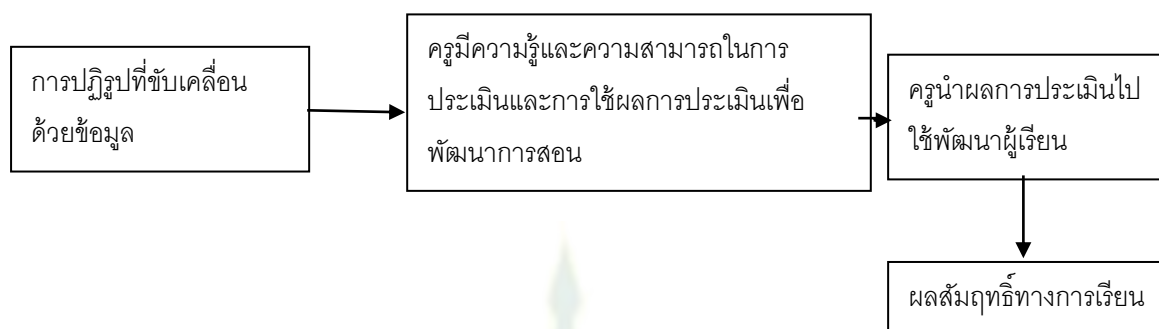 การปฏิรูปที่ขับเคลื่อน
ด้วยข้อมูล
ครูมีความรู้และความสามารถในการ
ประเมินและการใช้ผลการประเมินเพื่อ
พัฒนาการสอน
ครูนำผลการประเมินไป
ใช้พัฒนาผู้เรียน
ผลสัมฤทธิ์ทางการเรียน